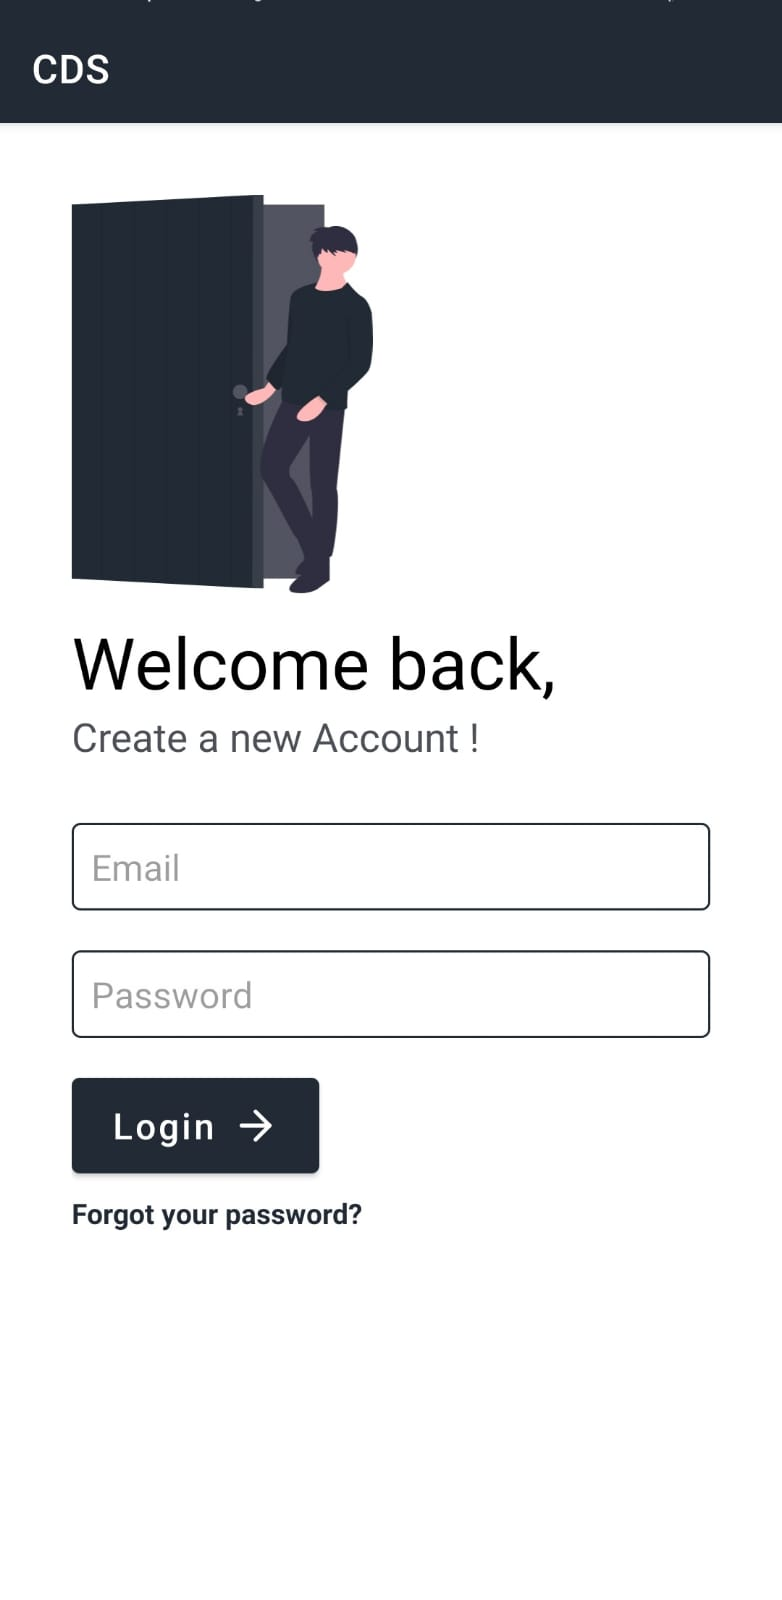 CDS
Welcome back,
Create a new Account !
Email
Password
Login
Forgot your password?